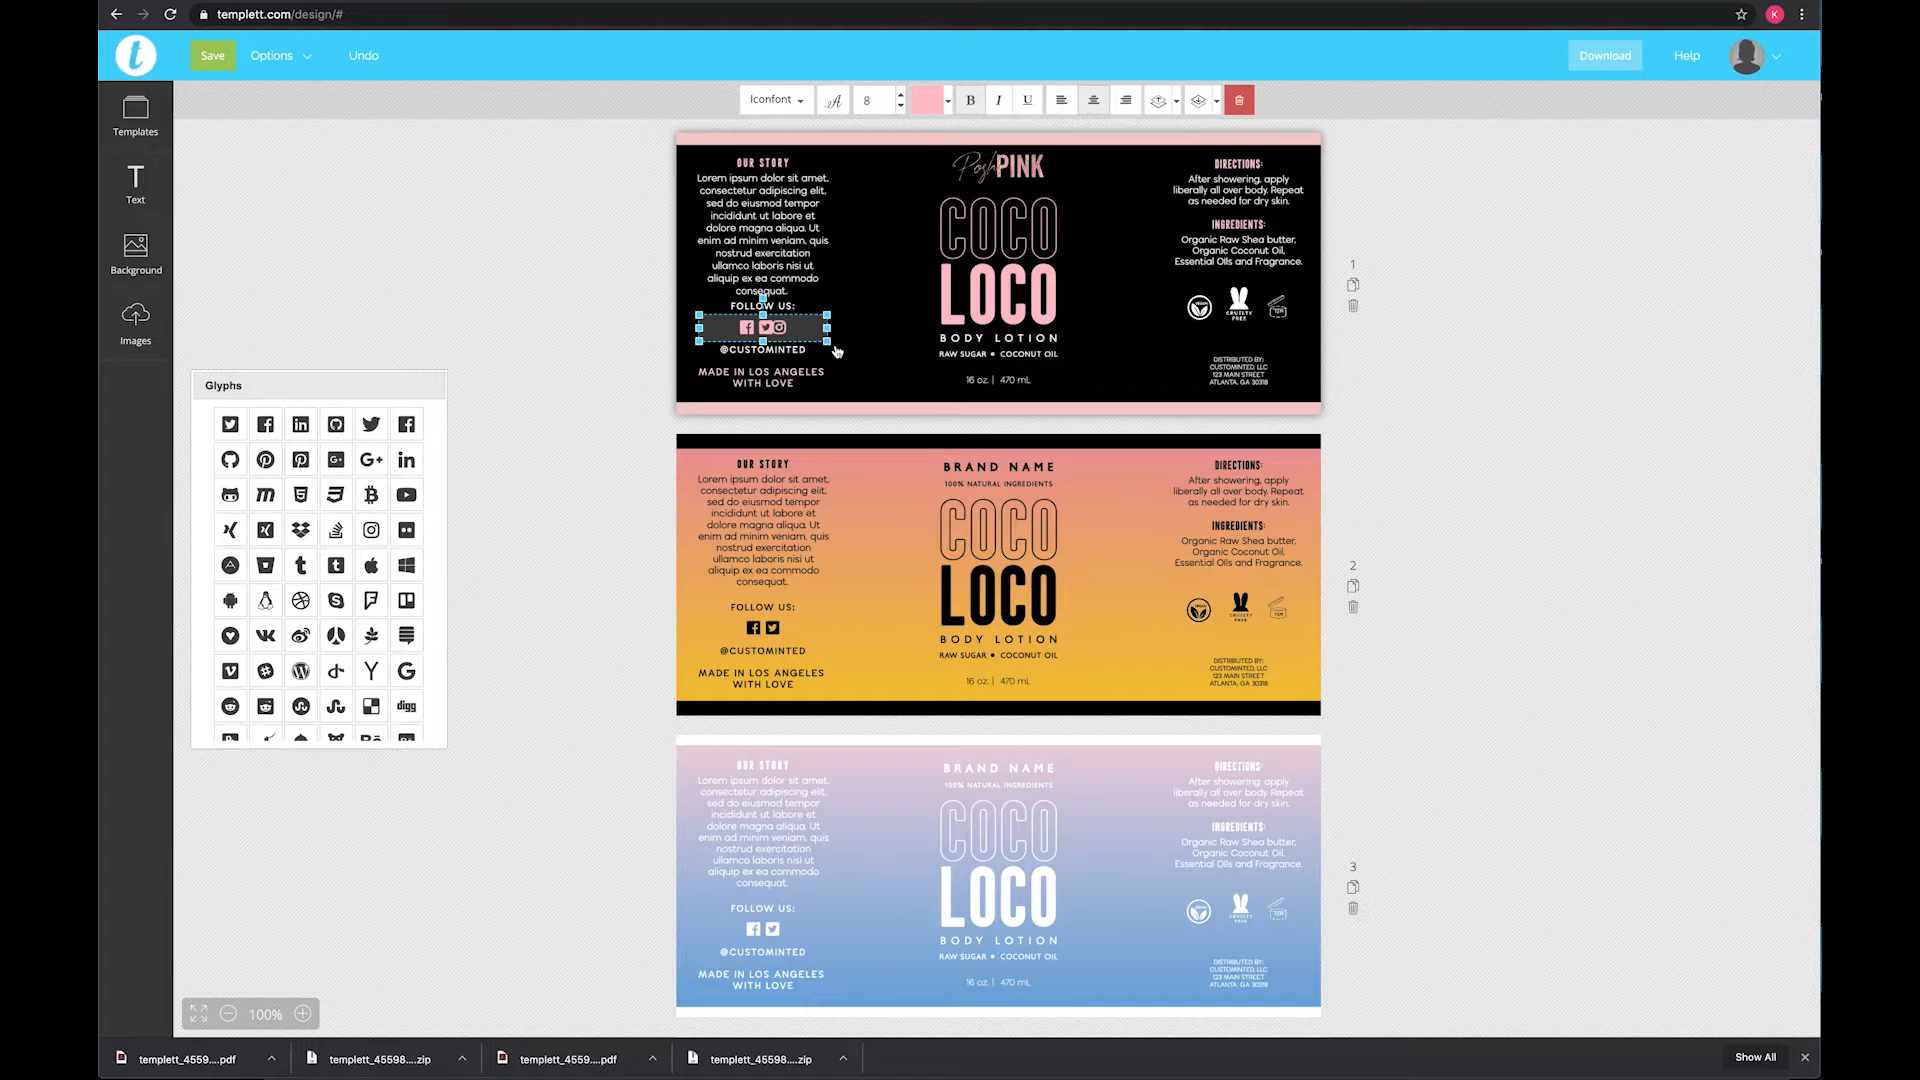 templett.com/design/#
K
t
Save
Options
Undo
Download
Help
Templates
Text
Background
Images
Iconfont
8
B
I
U
Glyphs
100%
OUR STORY
Lorem ipsum dolor sit amet,
consectetur adipiscing elit,
sed do eiusmod tempor
incididunt ut labore et
dolore magna aliqua. Ut
enim ad minim veniam, quis
nostrud exercitation
ullamco laboris nisi ut
aliquip ex ea commodo
consequat.
FOLLOW US:
@CUSTOMINTED
MADE IN LOS ANGELES
WITH LOVE
Posh PINK
COCO
LOCO
BODY LOTION
RAW SUGAR • COCONUT OIL
16 oz. | 470 mL
DIRECTIONS:
After showering, apply
liberally all over body. Repeat
as needed for dry skin.
INGREDIENTS:
Organic Raw Shea butter,
Organic Coconut Oil,
Essential OIls and Fragrance.
VEGAN
CRUELTY
FREE
12M
DISTRIBUTED BY:
CUSTOMINTED, LLC
123 MAIN STREET
ATLANTA, GA 30318
1
OUR STORY
Lorem ipsum dolor sit amet,
consectetur adipiscing elit,
sed do eiusmod tempor
incididunt ut labore et
dolore magna aliqua. Ut
enim ad minim veniam, quis
nostrud exercitation
ullamco laboris nisi ut
aliquip ex ea commodo
consequat.
FOLLOW US:
@CUSTOMINTED
MADE IN LOS ANGELES
WITH LOVE
BRAND NAME
100% NATURAL INGREDIENTS
COCO
LOCO
BODY LOTION
RAW SUGAR • COCONUT OIL
16 oz. | 470 mL
DIRECTIONS:
After showering, apply
liberally all over body. Repeat
as needed for dry skin.
INGREDIENTS:
Organic Raw Shea butter,
Organic Coconut Oil,
Essential OIls and Fragrance.
VEGAN
CRUELTY
FREE
12M
DISTRIBUTED BY:
CUSTOMINTED, LLC
123 MAIN STREET
ATLANTA, GA 30318
2
OUR STORY
Lorem ipsum dolor sit amet,
consectetur adipiscing elit,
sed do eiusmod tempor
incididunt ut labore et
dolore magna aliqua. Ut
enim ad minim veniam, quis
nostrud exercitation
ullamco laboris nisi ut
aliquip ex ea commodo
consequat.
FOLLOW US:
@CUSTOMINTED
MADE IN LOS ANGELES
WITH LOVE
BRAND NAME
100% NATURAL INGREDIENTS
COCO
LOCO
BODY LOTION
RAW SUGAR • COCONUT OIL
16 oz. | 470 mL
DIRECTIONS:
After showering, apply
liberally all over body. Repeat
as needed for dry skin.
INGREDIENTS:
Organic Raw Shea butter,
Organic Coconut Oil,
Essential OIls and Fragrance.
VEGAN
CRUELTY
FREE
12M
DISTRIBUTED BY:
CUSTOMINTED, LLC
123 MAIN STREET
ATLANTA, GA 30318
3
templett_4559....pdf
templett_45598....zip
templett_4559....pdf
templett_45598....zip
Show All